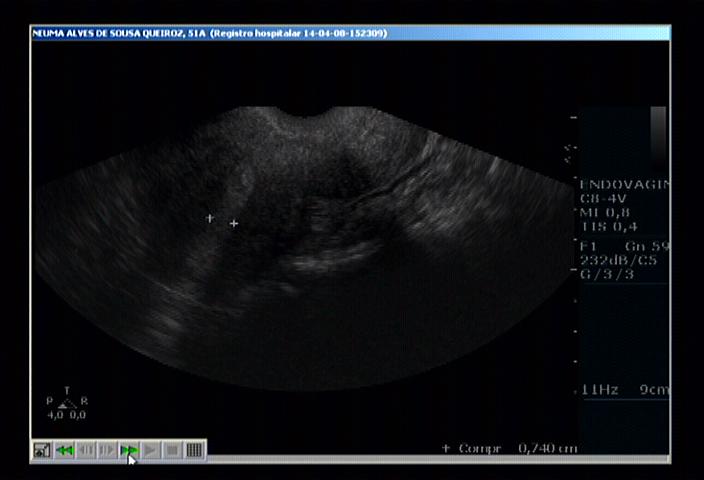 NEUMA ALVES DE SOUSA QUEIROZ, 51A (Registro hospitalar 14-04-08-152309)
ENDOVAGIN
C8-4V
MI 0,8
TIS 0,4
F1 Gn 59
232dB/C5
G/3/3
11Hz 9cm
T
P R
4,0 0,0
+ Compr 0,740 cm